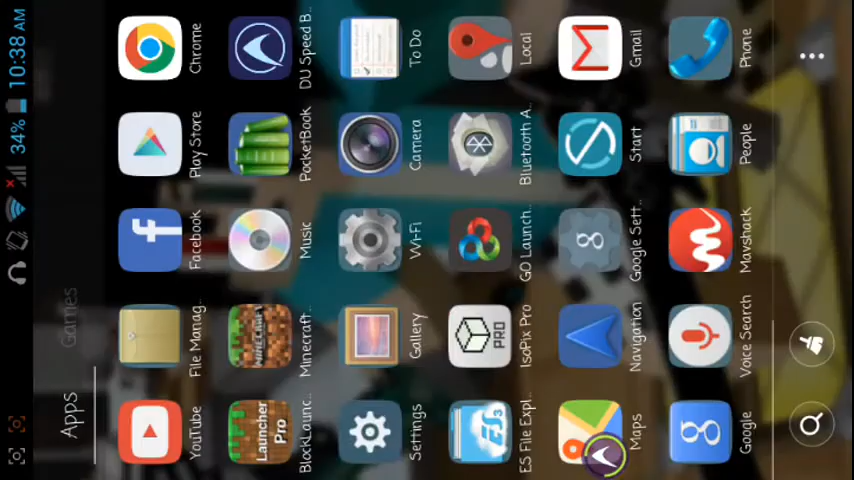 34% 10:38 AM
Apps Games
YouTube File Manag.. Facebook Play Store Chrome
BlockLaunc.. Minecraft.. Music PocketBook DU Speed B..
Settings Gallery Wi-Fi Camera To Do
ES File Expl.. IsoPix Pro GO Launch.. Bluetooth A.. Local
Maps Navigation Google Sett.. Start Gmail
Google Voice Search Mavshack People Phone
Launcher
Pro
MINECRAFT
PRO